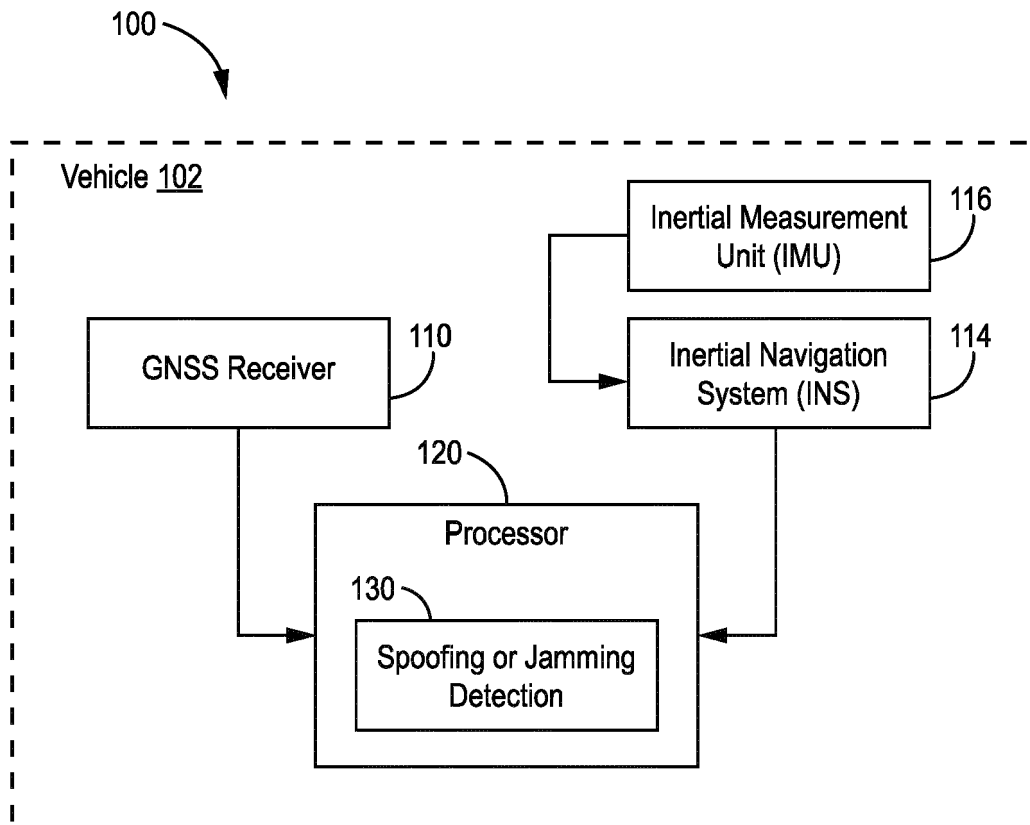 100
Vehicle 102
116
Inertial Measurement
Unit (IMU)
110
GNSS Receiver
114
Inertial Navigation
System (INS)
120
Processor
130
Spoofing or Jamming
Detection